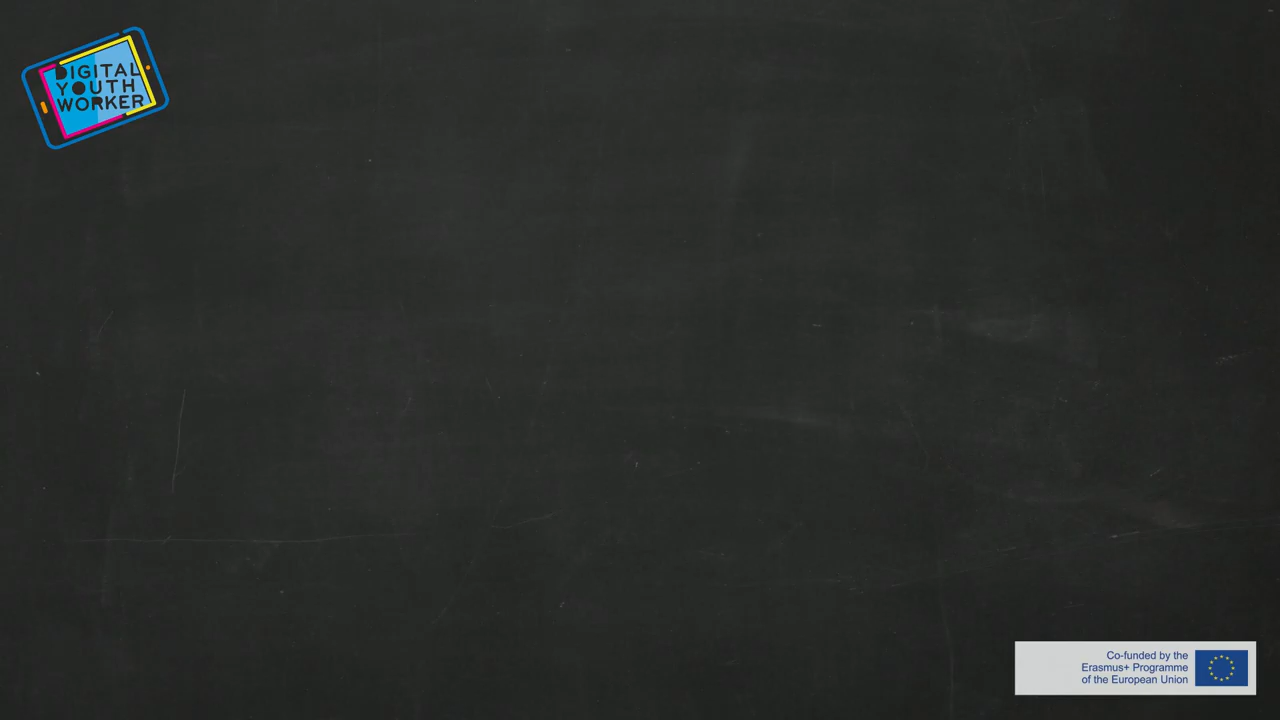 DIGITAL
YOUTH
WORKER
Co-funded by the
Erasmus+ Programme
of the European Union